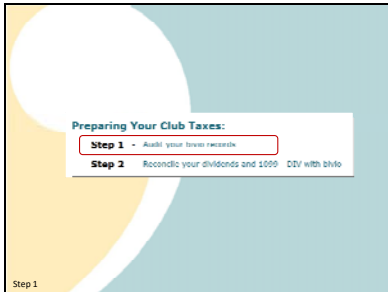 Preparing Your Club Taxes:
Step 1 - Audit your bivio records
Step 2 Reconcile your dividends and 1099 DIV with bivio
Step 1